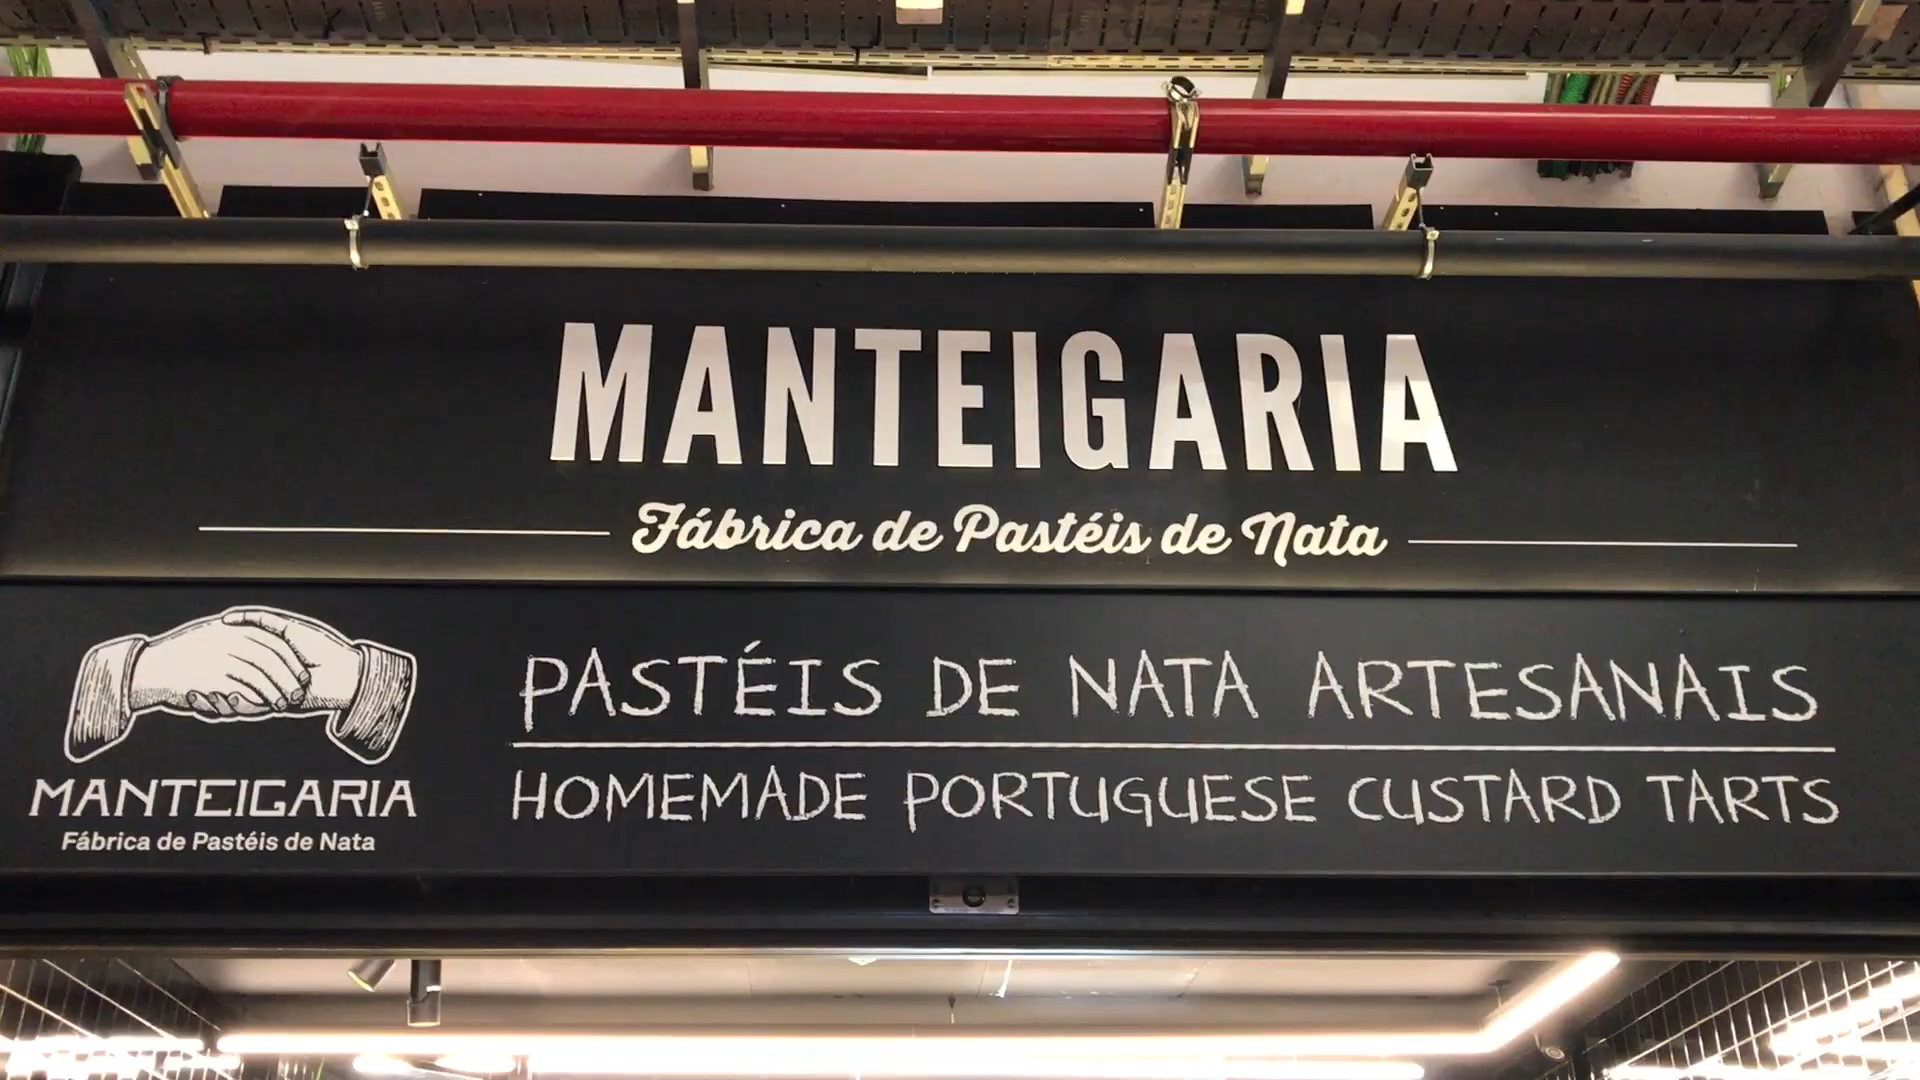 MANTEIGARIA
Fábrica de Pastéis de Nata
PASTÉIS DE NATA ARTESANAIS
HOMEMADE PORTUGUESE CUSTARD TARTS
MANTEIGARIA
Fábrica de Pastéis de Nata